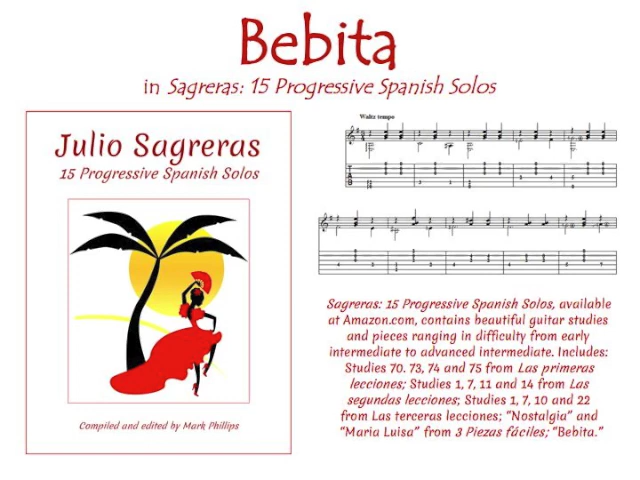 Bebita
in Sagreras: 15 Progressive Spanish Solos
Julio Sagreras
15 Progressive Spanish Solos
Compiled and edited by Mark Phillips
Waltz tempo
Sagreras: 15 Progressive Spanish Solos, available
at Amazon.com, contains beautiful guitar studies
and pieces ranging in difficulty from early
intermediate to advanced intermediate. Includes:
Studies 70. 73, 74 and 75 from Las primeras
lecciones; Studies 1, 7, 11 and 14 from Las
segundas lecciones; Studies 1, 7, 10 and 22
from Las terceras lecciones; “Nostalgia” and
“Maria Luisa” from 3 Piezas fáciles; “Bebita.”